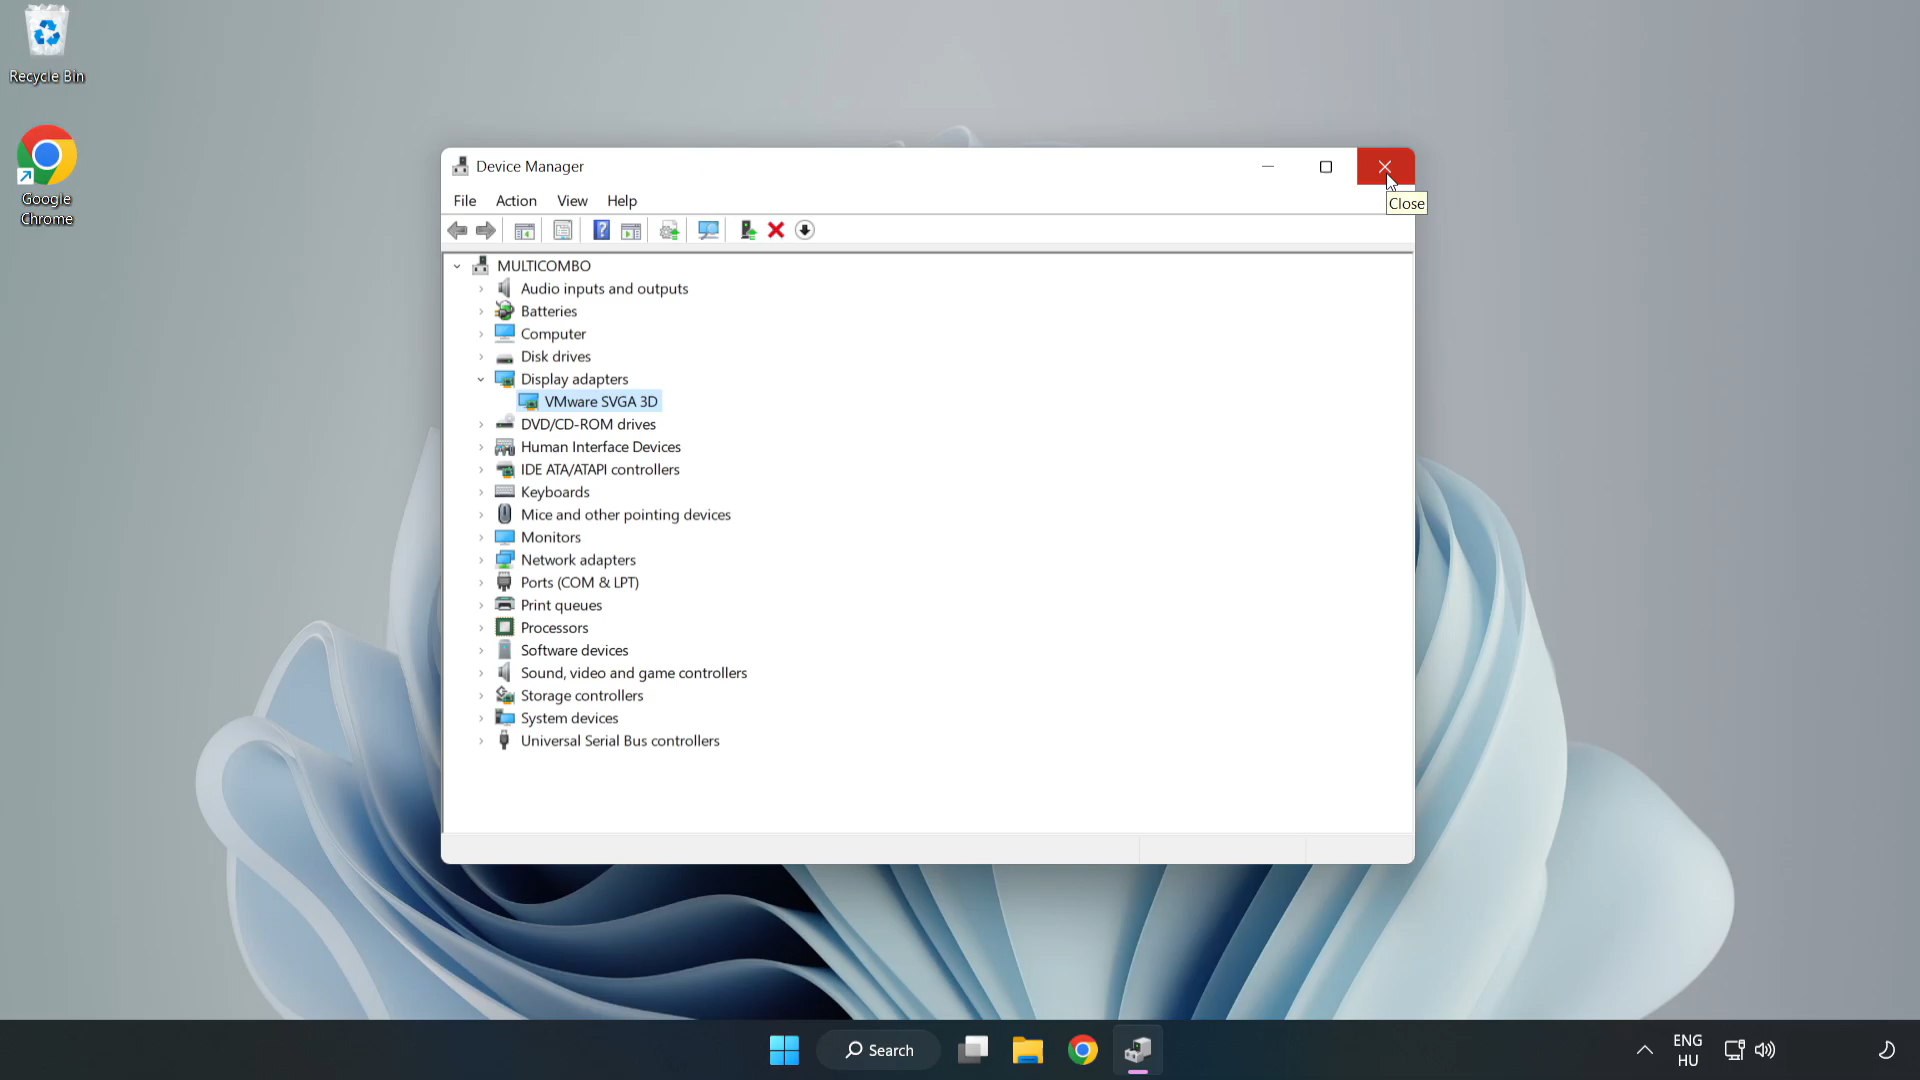 Recycle Bin
Google
Chrome
Device Manager
Close
File Action View Help
MULTICOMBO
Audio inputs and outputs
Batteries
Computer
Disk drives
Display adapters
VMware SVGA 3D
DVD/CD-ROM drives
Human Interface Devices
IDE ATA/ATAPI controllers
Keyboards
Mice and other pointing devices
Monitors
Network adapters
Ports (COM & LPT)
Print queues
Processors
Software devices
Sound, video and game controllers
Storage controllers
System devices
Universal Serial Bus controllers
Search
ENG
HU